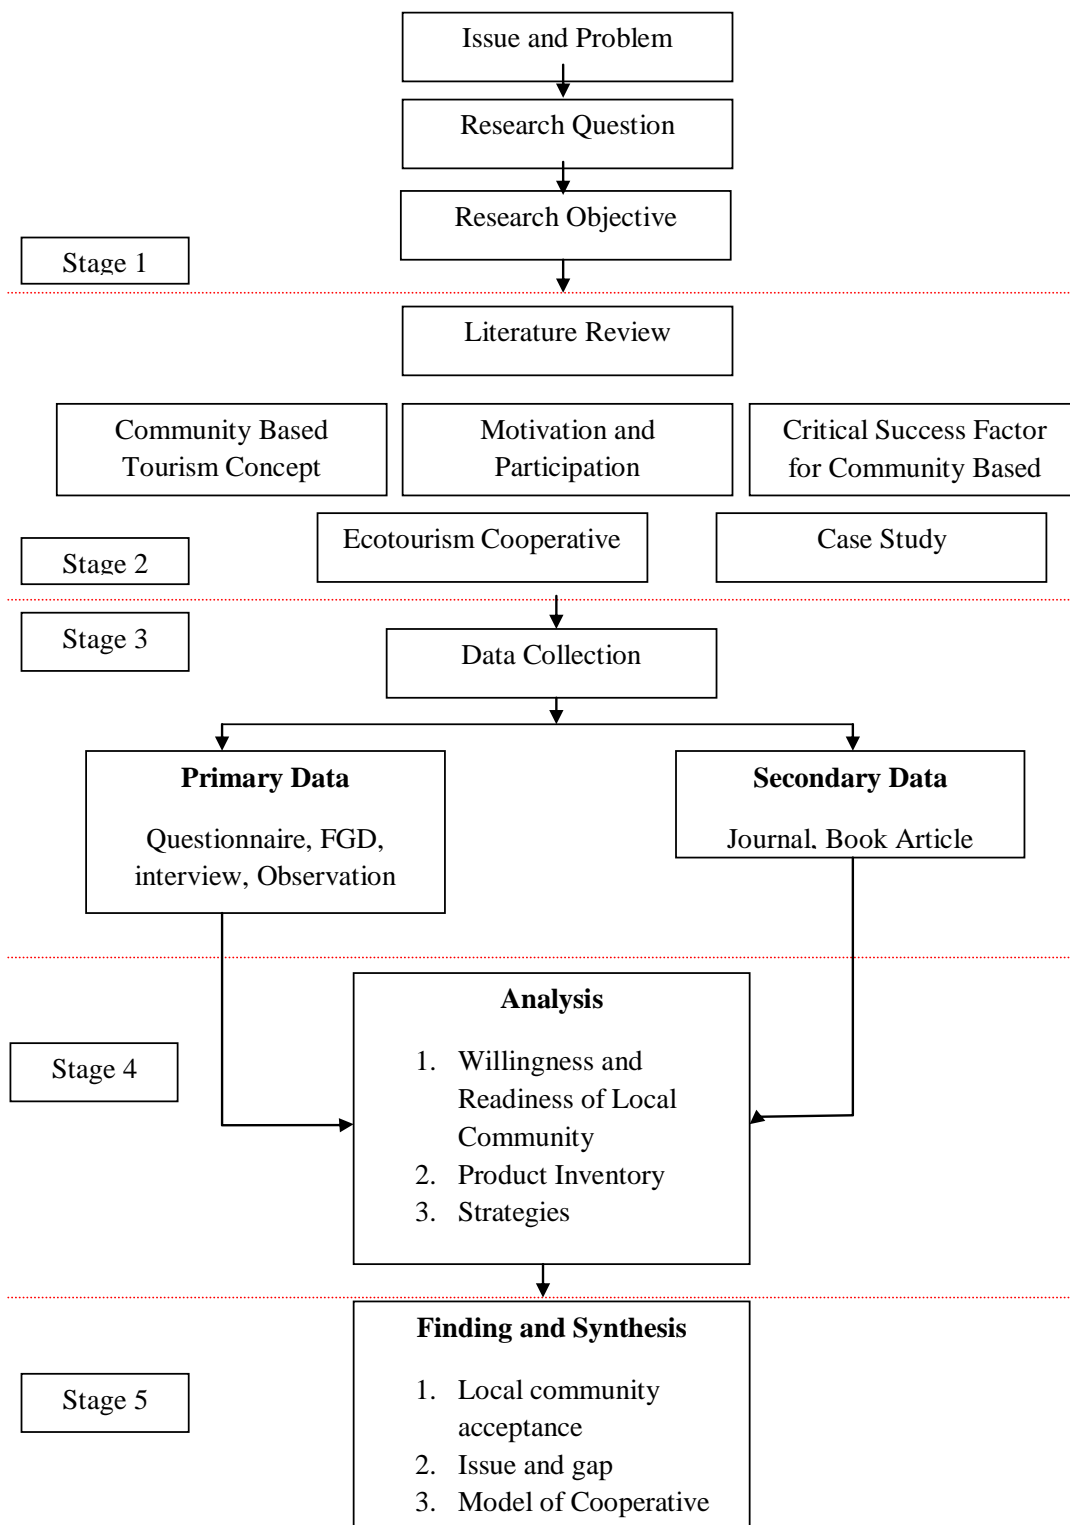 Issue and Problem
Research Question
Research Objective
Stage 1
Literature Review
Community Based
Tourism Concept
Motivation and
Participation
Critical Success Factor
for Community Based
Ecotourism Cooperative
Case Study
Stage 2
Stage 3
Data Collection
Primary Data
Questionnaire, FGD,
interview, Observation
Secondary Data
Journal, Book Article
Analysis
1. Willingness and
Readiness of Local
Community
2. Product Inventory
3. Strategies
Stage 4
Finding and Synthesis
1. Local community
acceptance
2. Issue and gap
3. Model of Cooperative
Stage 5